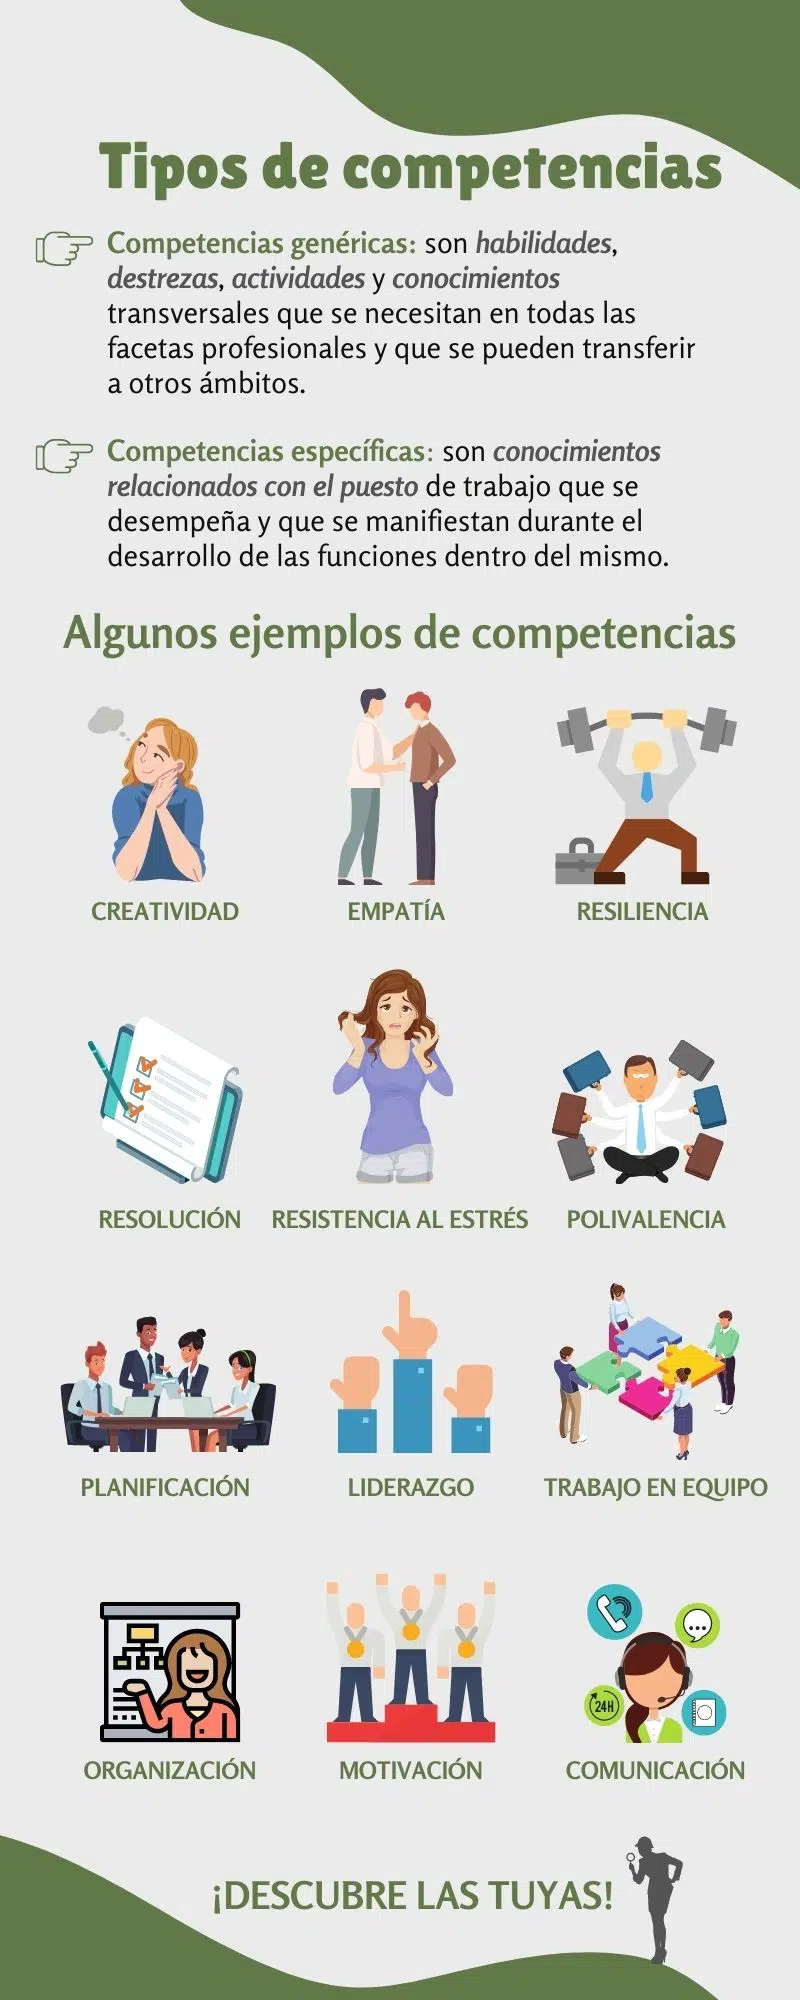 Tipos de competencias
Competencias genéricas: son habilidades,
destrezas, actividades y conocimientos
transversales que se necesitan en todas las
facetas profesionales y que se pueden transferir
a otros ámbitos.
Competencias específicas: son conocimientos
relacionados con el puesto de trabajo que se
desempeña y que se manifiestan durante el
desarrollo de las funciones dentro del mismo.
Algunos ejemplos de competencias
CREATIVIDAD
EMPATÍA
RESILIENCIA
RESOLUCIÓN
RESISTENCIA AL ESTRÉS
POLIVALENCIA
PLANIFICACIÓN
LIDERAZGO
TRABAJO EN EQUIPO
24H
ORGANIZACIÓN
MOTIVACIÓN
COMUNICACIÓN
¡DESCUBRE LAS TUYAS!